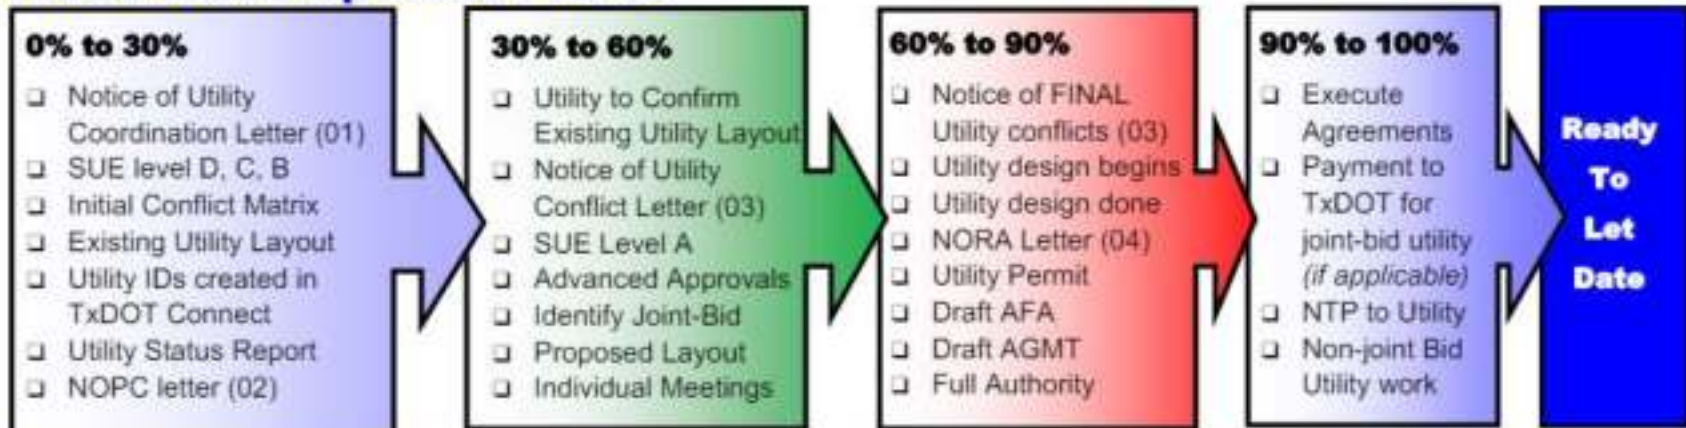 0% to 30%
❑ Notice of Utility
Coordination Letter (01)
❑ SUE level D, C, B
❑ Initial Conflict Matrix
❑ Existing Utility Layout
❑ Utility IDs created in
TxDOT Connect
❑ Utility Status Report
❑ NOPC letter (02)
30% to 60%
❑ Utility to Confirm
Existing Utility Layout
❑ Notice of Utility
Conflict Letter (03)
❑ SUE Level A
❑ Advanced Approvals
❑ Identify Joint-Bid
❑ Proposed Layout
❑ Individual Meetings
60% to 90%
❑ Notice of FINAL
Utility conflicts (03)
❑ Utility design begins
❑ Utility design done
❑ NORA Letter (04)
❑ Utility Permit
❑ Draft AFA
❑ Draft AGMT
❑ Full Authority
90% to 100%
❑ Execute
Agreements
❑ Payment to
TxDOT for
joint-bid utility
(if applicable)
❑ NTP to Utility
❑ Non-joint Bid
Utility work
Ready
To
Let
Date